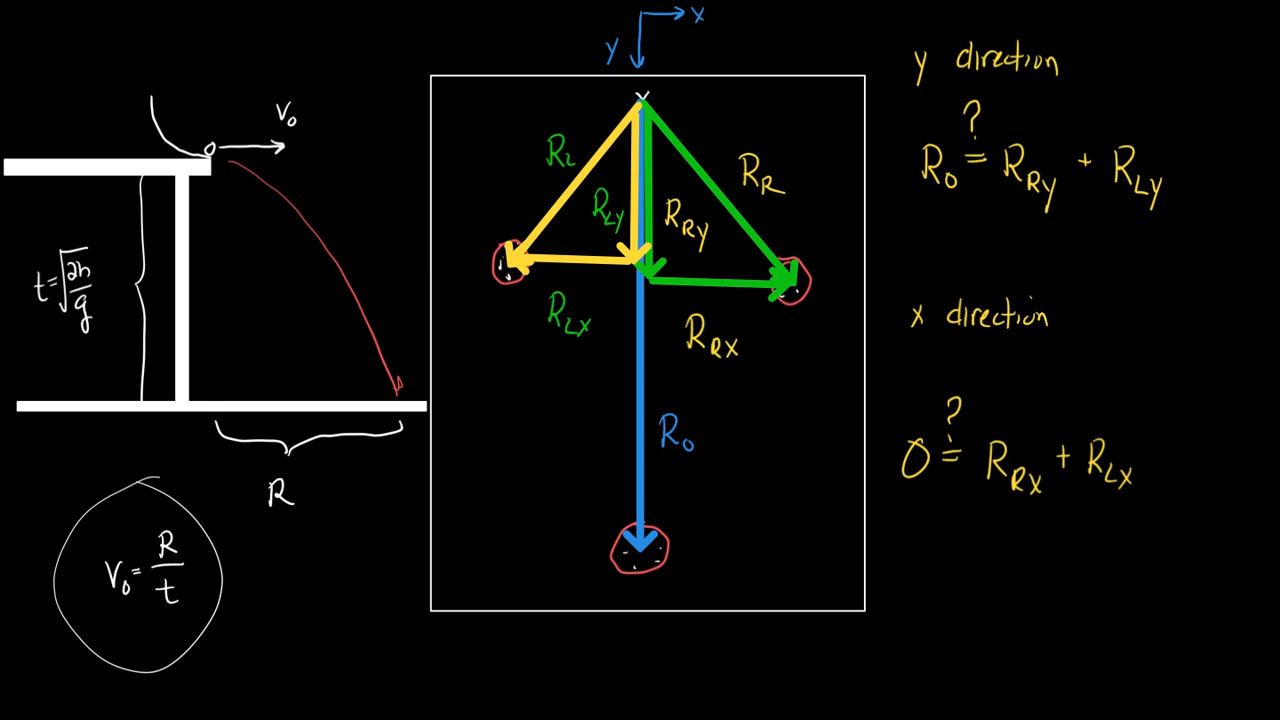 V₀
t=√(2h/g)
R
V₀ = R/t
x
y
x
R_L
R_LY
R_RY
R_R
R_LX
R_RX
R₀
y direction
?
R₀ = R_RY + R_LY
x direction
?
0 = R_RX + R_LX